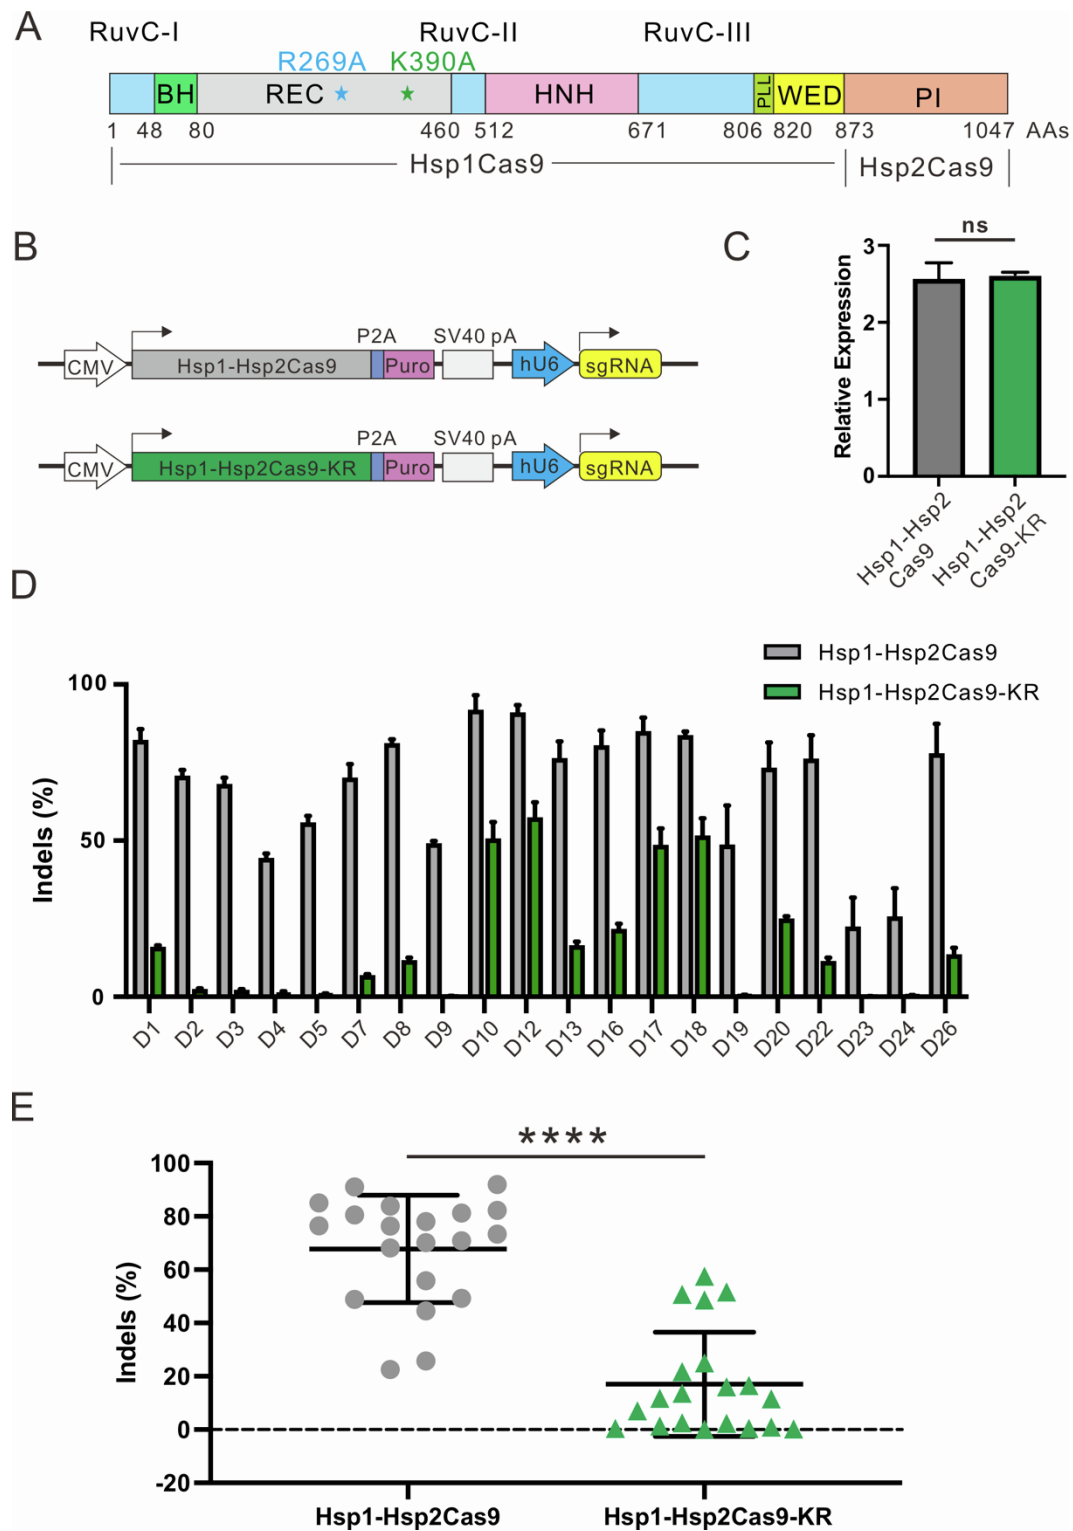 A
RuvC-I RuvC-II RuvC-III
R269A K390A
BH REC HNH PLL WED PI
1 48 80 460 512 671 806 820 873 1047 AAs
Hsp1Cas9 Hsp2Cas9
B
P2A SV40 pA
CMV Hsp1-Hsp2Cas9 Puro hU6 sgRNA
P2A SV40 pA
CMV Hsp1-Hsp2Cas9-KR Puro hU6 sgRNA
C
ns
Relative Expression
3
2
1
0
Hsp1-Hsp2
Cas9
Hsp1-Hsp2
Cas9-KR
D
Hsp1-Hsp2Cas9
Hsp1-Hsp2Cas9-KR
Indels (%)
100
50
0
D1 D2 D3 D4 D5 D7 D8 D9 D10 D12 D13 D16 D17 D18 D19 D20 D22 D23 D24 D26
E
****
Indels (%)
100
80
60
40
20
0
-20
Hsp1-Hsp2Cas9 Hsp1-Hsp2Cas9-KR